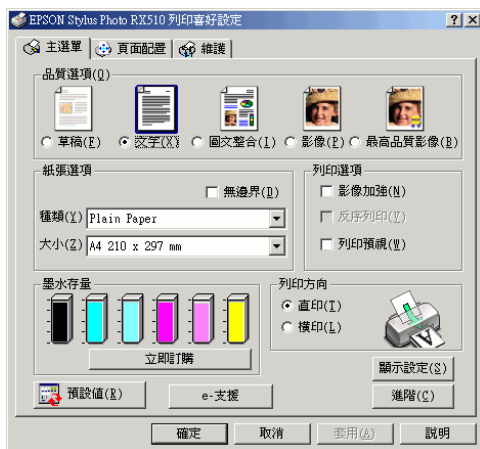 EPSON Stylus Photo RX510 列印喜好設定
主選單 頁面配置 維護
品質選項(Q)
草稿(F) 文字(X) 圖文整合(I) 影像(P) 最高品質影像(B)
紙張選項
無邊界(D)
種類(Y) Plain Paper
大小(Z) A4 210 x 297 mm
列印選項
影像加強(N)
反序列印(V)
列印預視(W)
墨水存量
立即訂購
列印方向
直印(T)
橫印(L)
顯示設定(S)
預設值(R) e-支援 進階(C)
確定 取消 套用(A) 說明